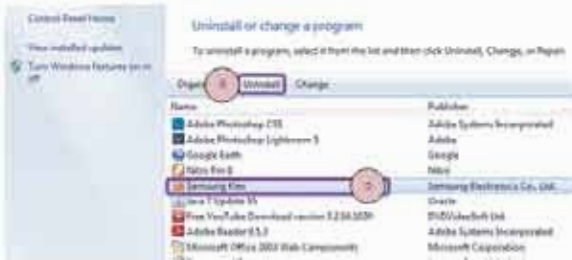 Control Panel Home
Uninstall or change a program
View installed updates
To uninstall a program, select it from the list and then click Uninstall, Change, or Repair.
Turn Windows features on or
off
Organ Uninstall Change
Name Publisher
Adobe Photoshop CS5 Adobe Systems Incorporated
Adobe Photoshop Lightroom 5 Adobe
Google Earth Google
Nitro Pro 8 Nitro
Samsung Kies Samsung Electronics Co., Ltd.
Java 7 Update 55 Oracle
Free YouTube Download version DVDVideoSoft Ltd.
Adobe Reader 9.5.3 Adobe Systems Incorporated
Microsoft Office 2003 Web Components Microsoft Corporation